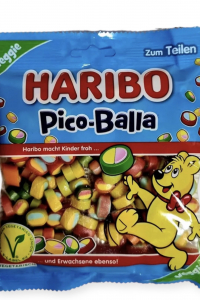 Veggie
Zum Teilen
HARIBO
Pico-Balla
Haribo macht Kinder froh ...
... und Erwachsene ebenso!